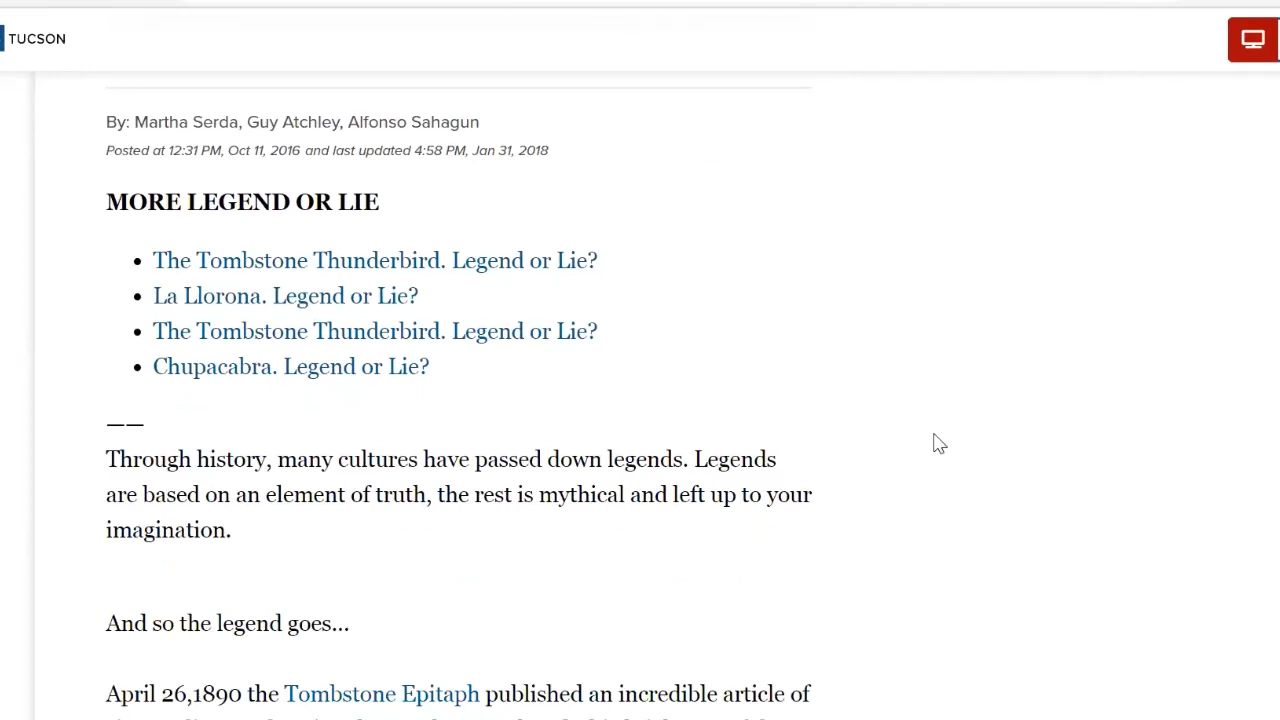 TUCSON
By: Martha Serda, Guy Atchley, Alfonso Sahagun
Posted at 12:31 PM, Oct 11, 2016 and last updated 4:58 PM, Jan 31, 2018
MORE LEGEND OR LIE
The Tombstone Thunderbird. Legend or Lie?
La Llorona. Legend or Lie?
The Tombstone Thunderbird. Legend or Lie?
Chupacabra. Legend or Lie?
——
Through history, many cultures have passed down legends. Legends
are based on an element of truth, the rest is mythical and left up to your
imagination.
And so the legend goes...
April 26,1890 the Tombstone Epitaph published an incredible article of